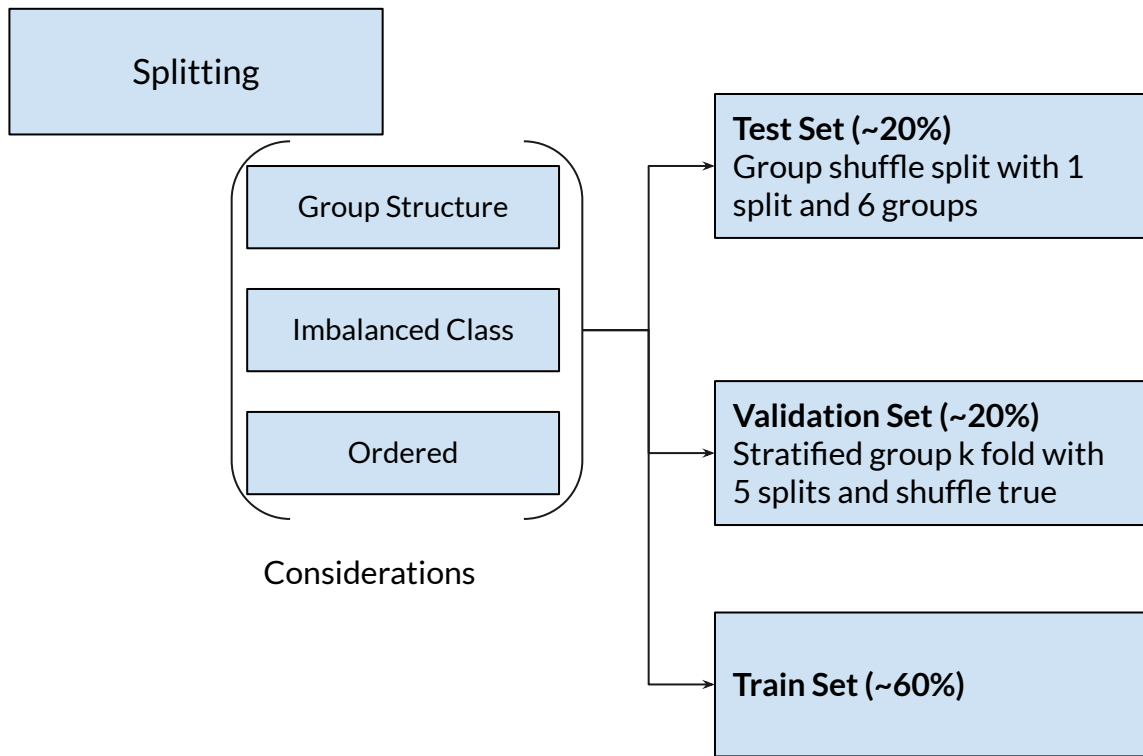 Splitting
Group Structure
Imbalanced Class
Ordered
Considerations
Test Set (~20%)
Group shuffle split with 1
split and 6 groups
Validation Set (~20%)
Stratified group k fold with
5 splits and shuffle true
Train Set (~60%)